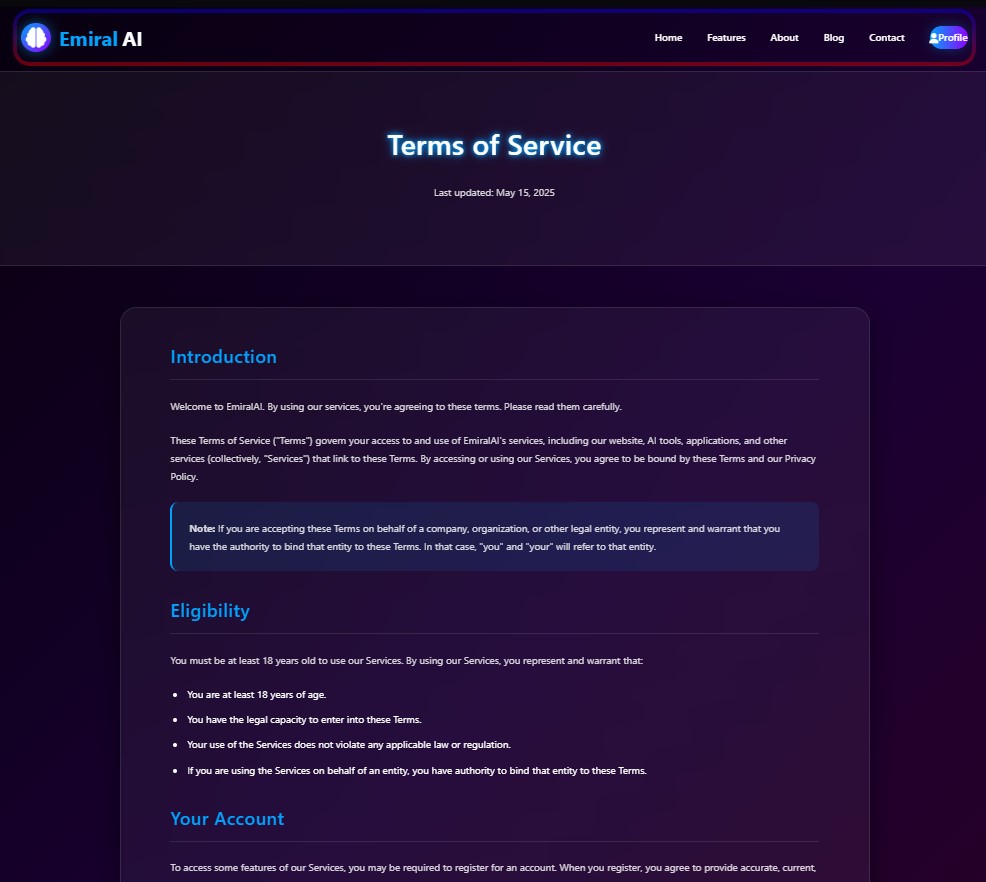 Emiral AI
Home Features About Blog Contact Profile
Terms of Service
Last updated: May 15, 2025
Introduction
Welcome to EmiralAI. By using our services, you're agreeing to these terms. Please read them carefully.
These Terms of Service ("Terms") govern your access to and use of EmiralAI's services, including our website, AI tools, applications, and other
services (collectively, "Services") that link to these Terms. By accessing or using our Services, you agree to be bound by these Terms and our Privacy
Policy.
Note: If you are accepting these Terms on behalf of a company, organization, or other legal entity, you represent and warrant that you
have the authority to bind that entity to these Terms. In that case, "you" and "your" will refer to that entity.
Eligibility
You must be at least 18 years old to use our Services. By using our Services, you represent and warrant that:
• You are at least 18 years of age.
• You have the legal capacity to enter into these Terms.
• Your use of the Services does not violate any applicable law or regulation.
• If you are using the Services on behalf of an entity, you have authority to bind that entity to these Terms.
Your Account
To access some features of our Services, you may be required to register for an account. When you register, you agree to provide accurate, current,